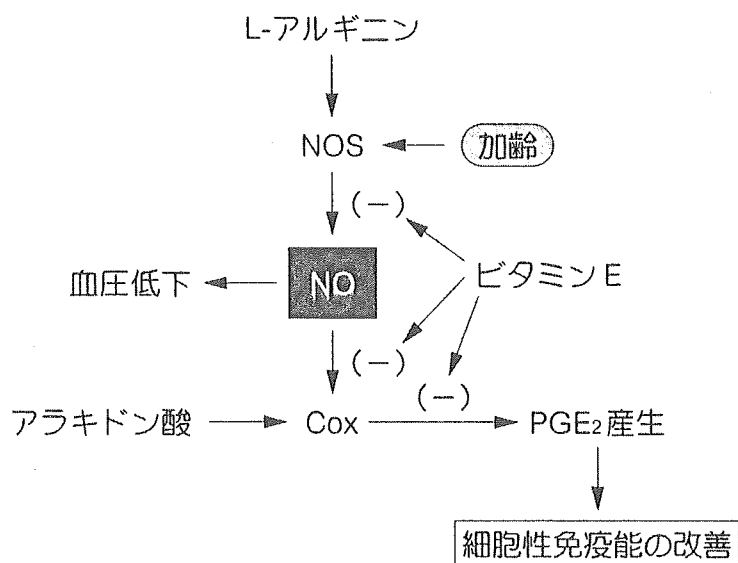 L-アルギニン
NOS
加齢
(－)
血圧低下
NO
ビタミンE
(－)
(－)
アラキドン酸
Cox
PGE2産生
細胞性免疫能の改善